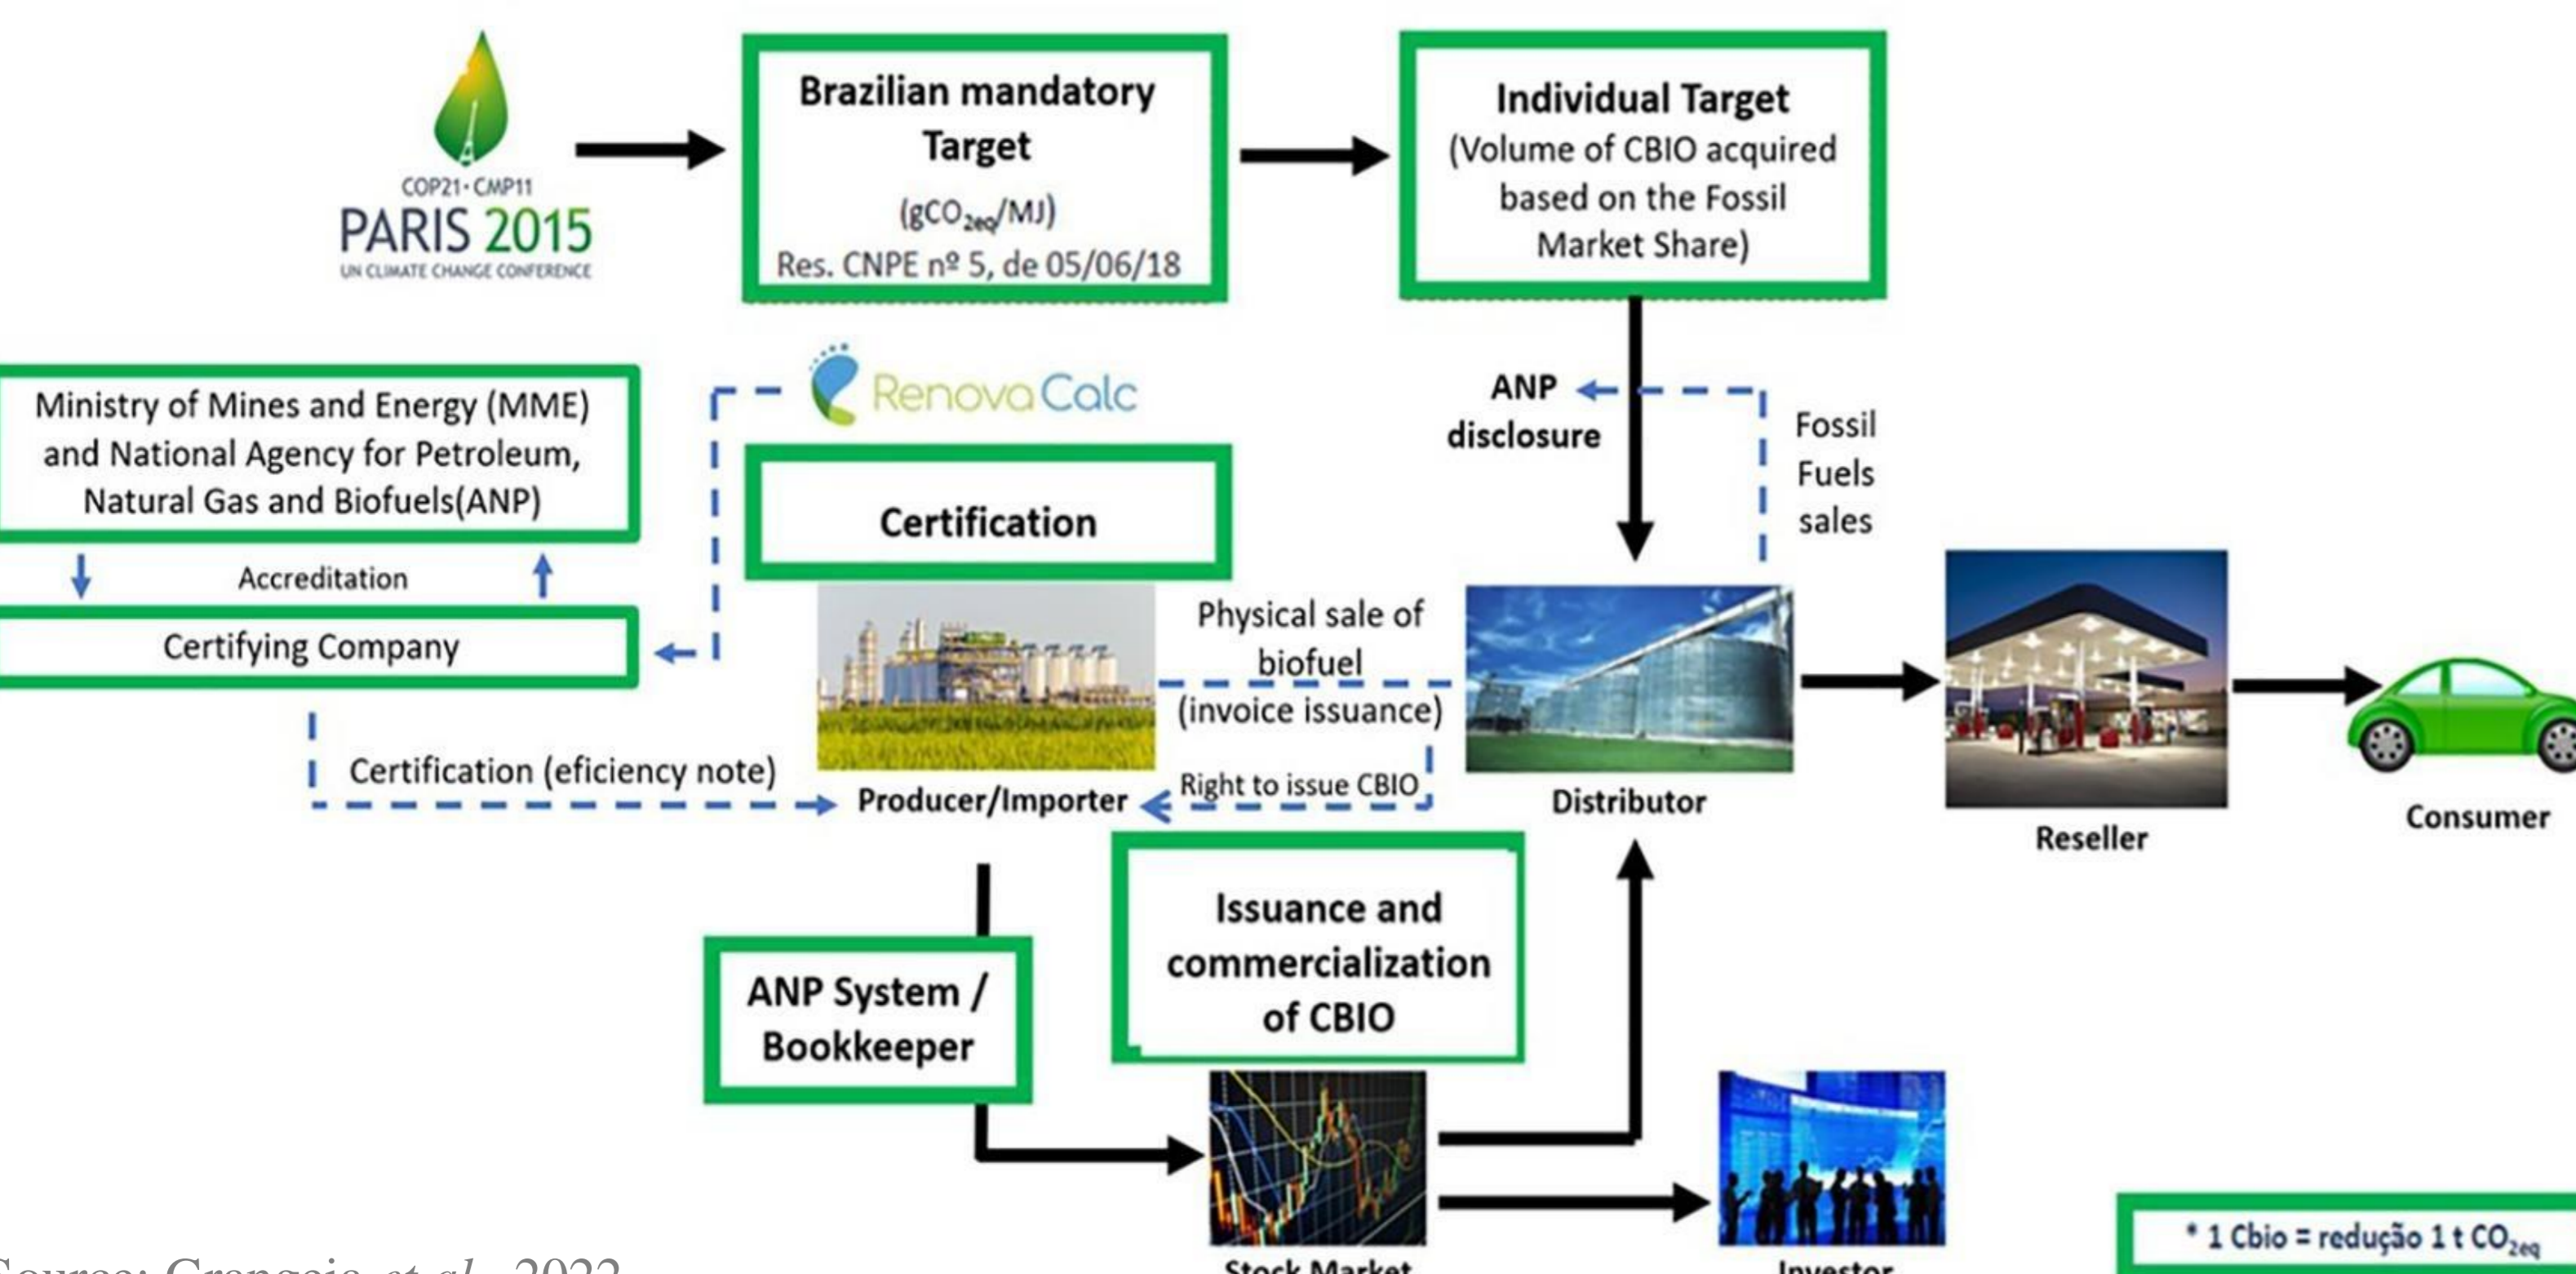 COP21·CMP11
PARIS 2015
UN CLIMATE CHANGE CONFERENCE
Brazilian mandatory
Target
(gCO2eq/MJ)
Res. CNPE nº 5, de 05/06/18
Individual Target
(Volume of CBIO acquired
based on the Fossil
Market Share)
Ministry of Mines and Energy (MME)
and National Agency for Petroleum,
Natural Gas and Biofuels(ANP)
Accreditation
Certifying Company
RenovaCalc
Certification
ANP
disclosure
Fossil
Fuels
sales
Physical sale of
biofuel
(invoice issuance)
Right to issue CBIO
Certification (eficiency note)
Producer/Importer
Distributor
Reseller
Consumer
ANP System /
Bookkeeper
Issuance and
commercialization
of CBIO
Stock Market
Investor
* 1 Cbio = redução 1 t CO2eq
Source: et al., 2022